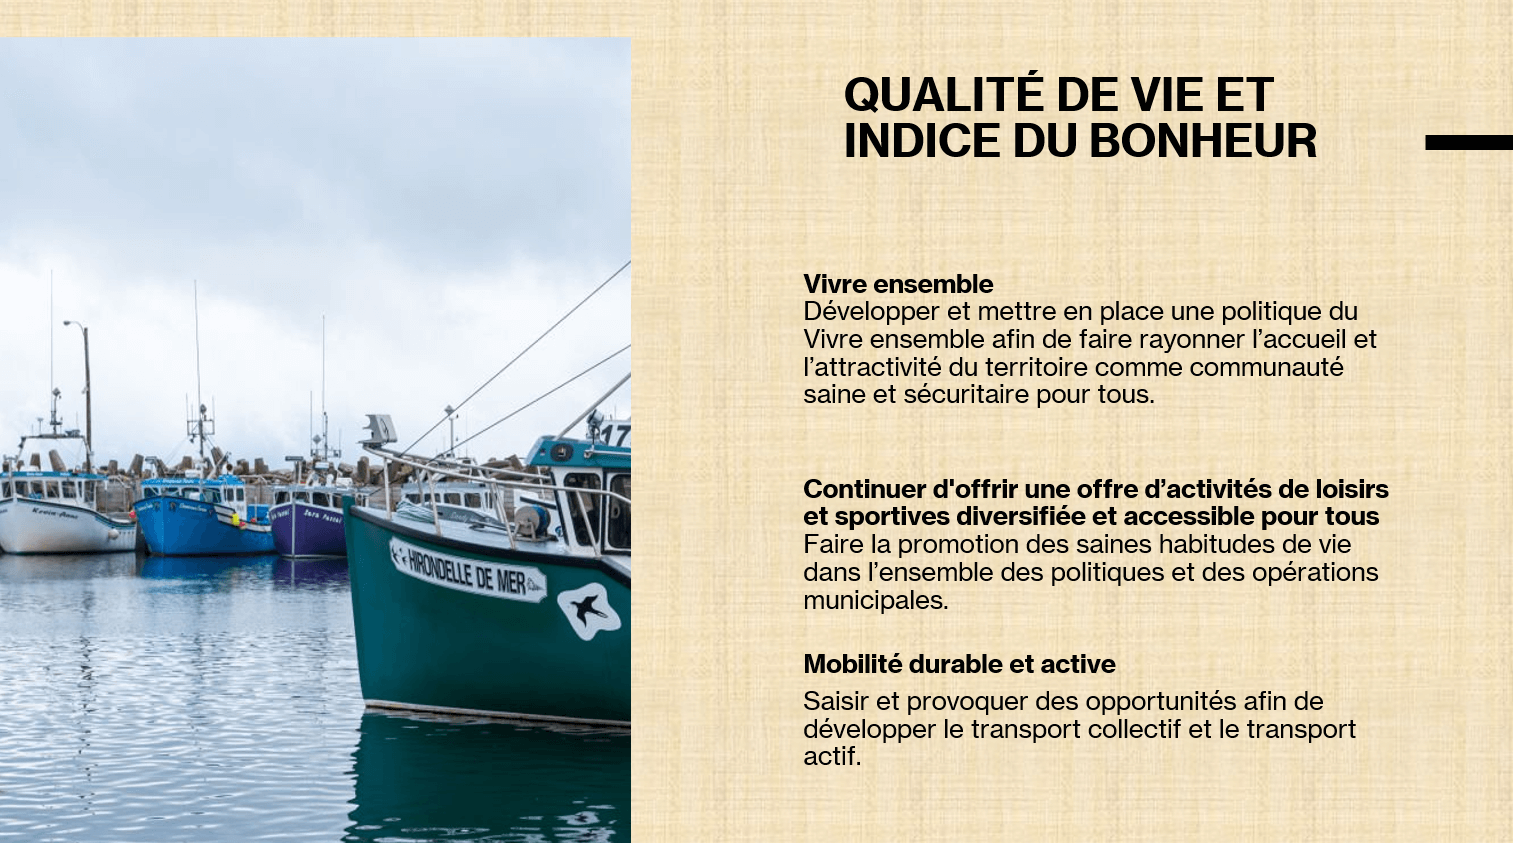 QUALITÉ DE VIE ET
INDICE DU BONHEUR
Vivre ensemble
Développer et mettre en place une politique du
Vivre ensemble afin de faire rayonner l’accueil et
l’attractivité du territoire comme communauté
saine et sécuritaire pour tous.
Continuer d'offrir une offre d’activités de loisirs
et sportives diversifiée et accessible pour tous
Faire la promotion des saines habitudes de vie
dans l’ensemble des politiques et des opérations
municipales.
Mobilité durable et active
Saisir et provoquer des opportunités afin de
développer le transport collectif et le transport
actif.
17
HIRONDELLE DE MER